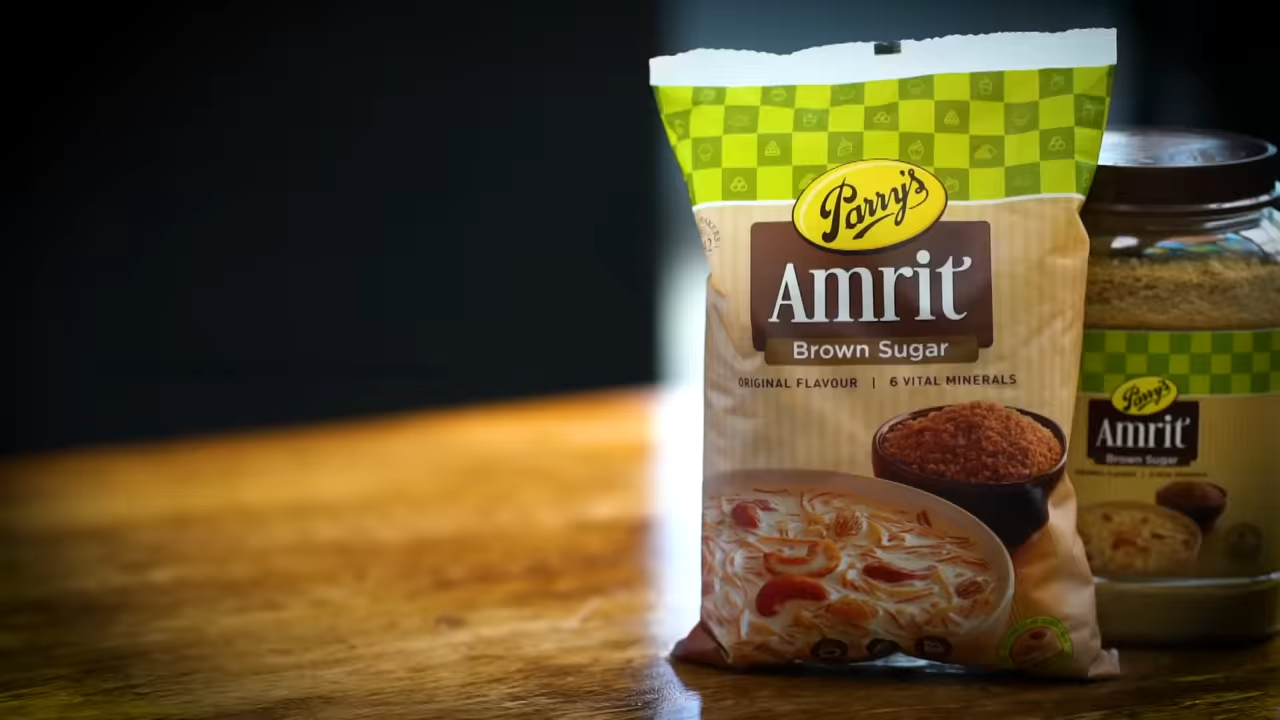 Parry's
Amrit
Brown Sugar
ORIGINAL FLAVOUR | 6 VITAL MINERALS
Parry's
Amrit
Brown Sugar